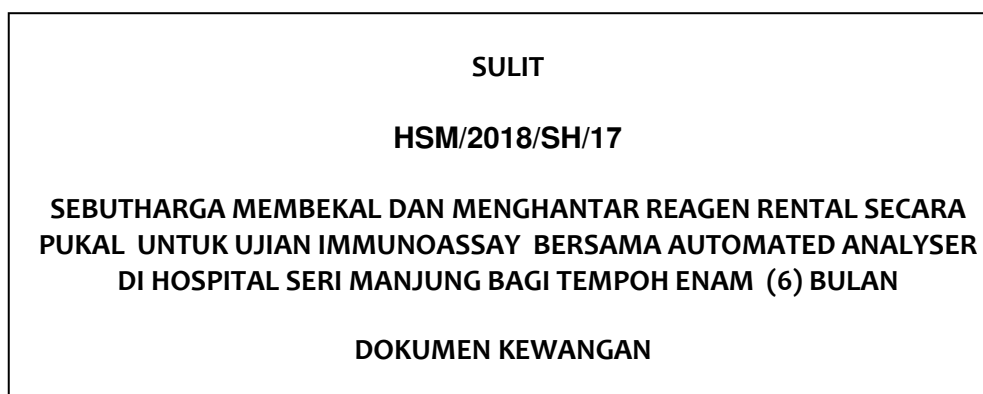 SULIT
HSM/2018/SH/17
SEBUTHARGA MEMBEKAL DAN MENGHANTAR REAGEN RENTAL SECARA
PUKAL UNTUK UJIAN IMMUNOASSAY BERSAMA AUTOMATED ANALYSER
DI HOSPITAL SERI MANJUNG BAGI TEMPOH ENAM (6) BULAN
DOKUMEN KEWANGAN